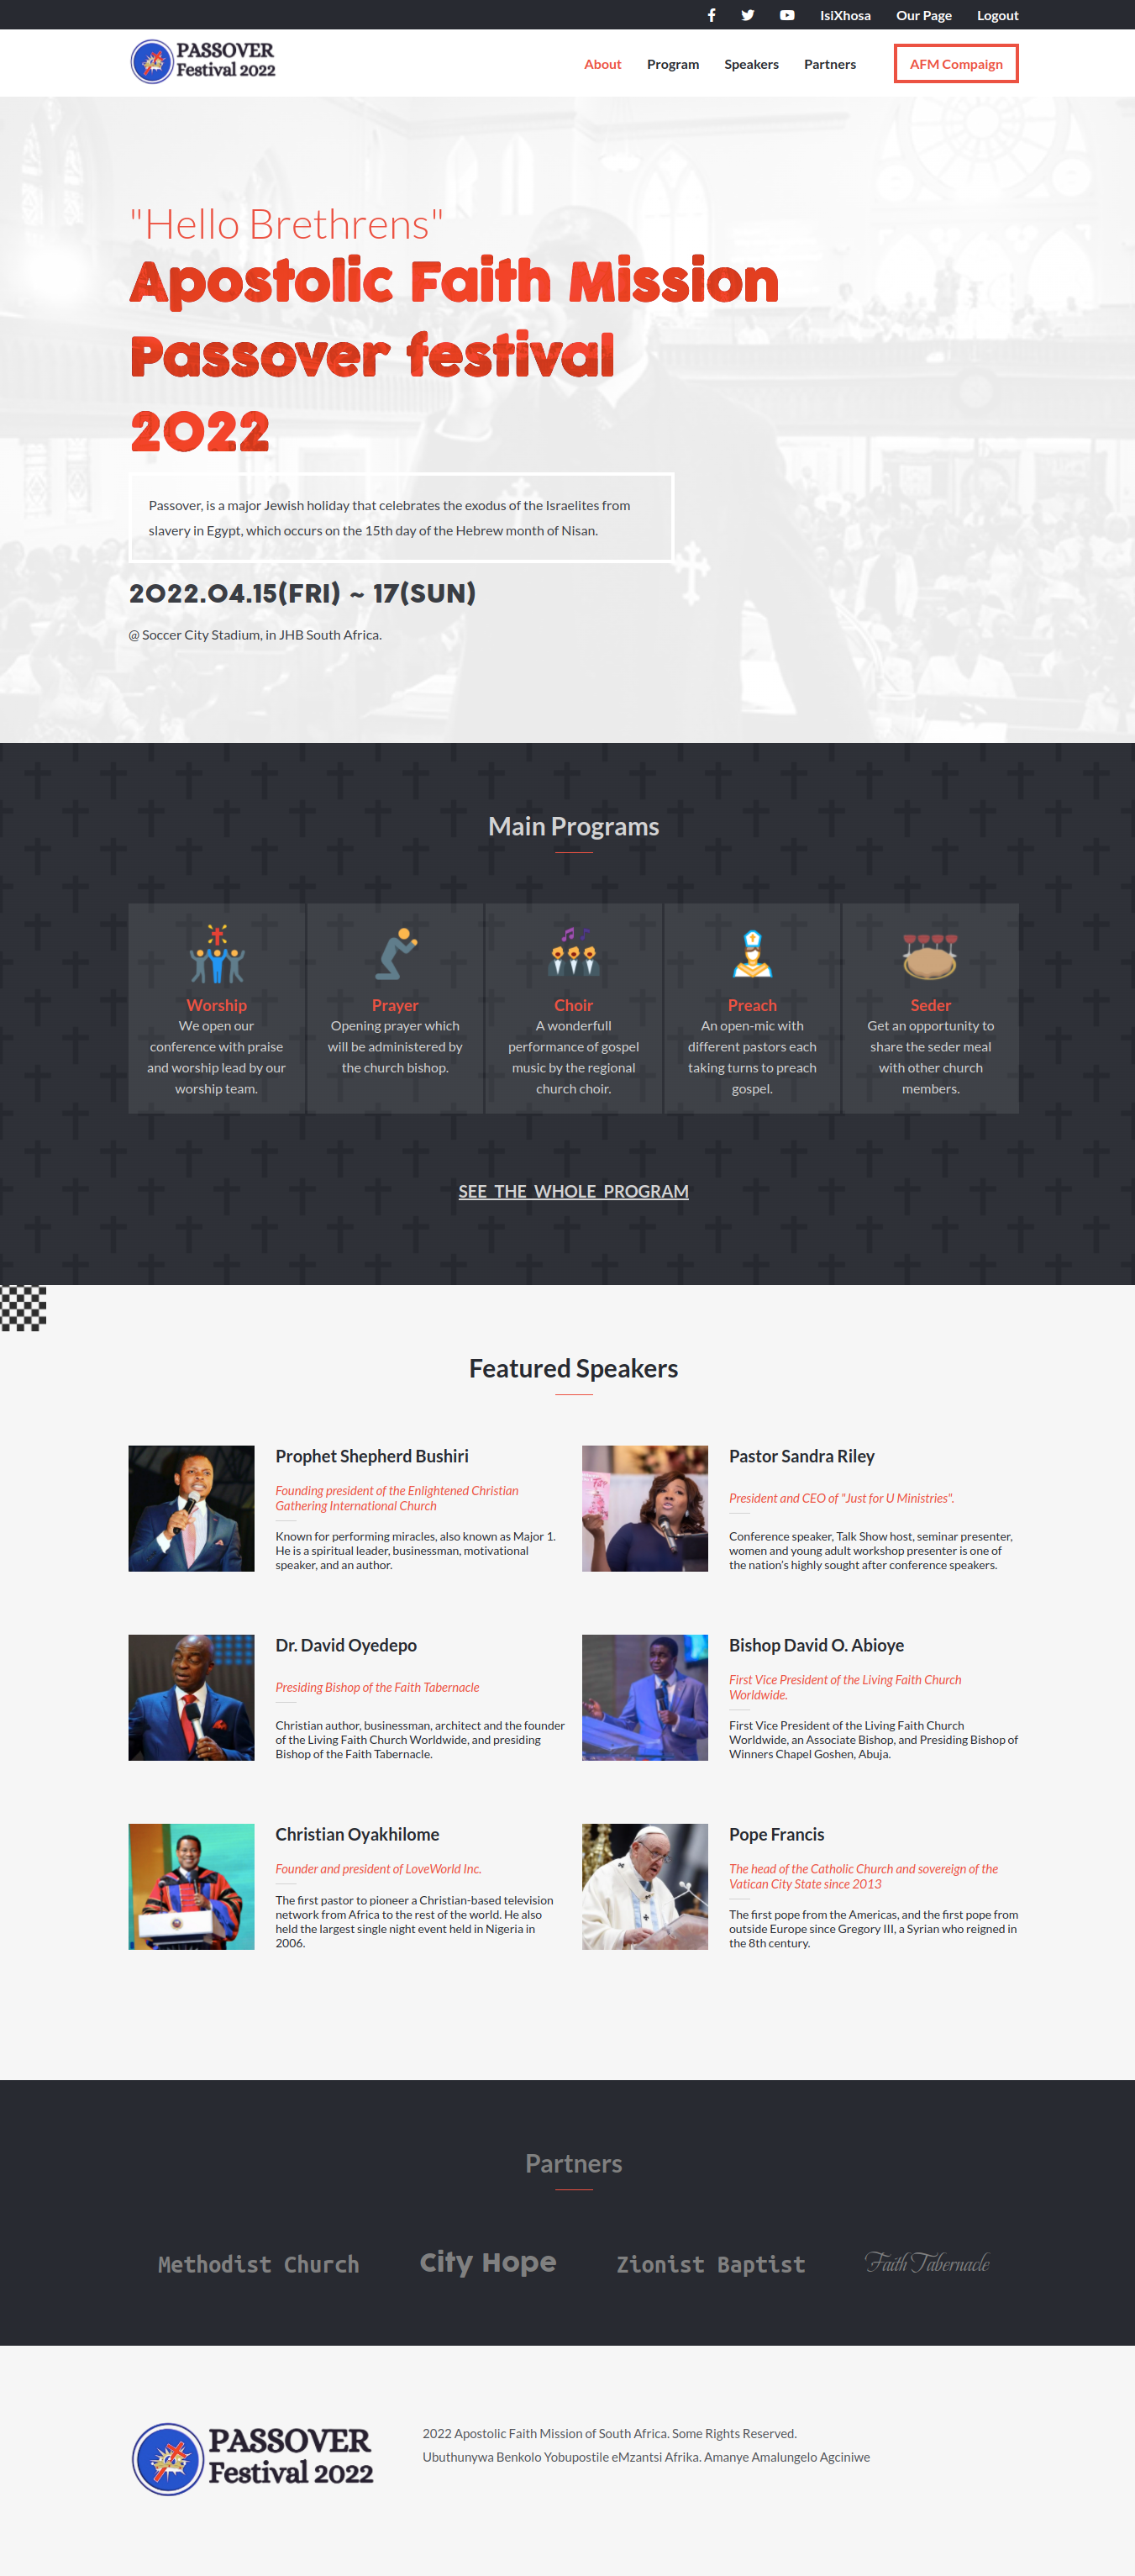 IsiXhosa Our Page Logout
PASSOVER
Festival 2022
About Program Speakers Partners AFM Compaign
"Hello Brethrens"
Apostolic Faith Mission
Passover festival
2022
Passover, is a major Jewish holiday that celebrates the exodus of the Israelites from
slavery in Egypt, which occurs on the 15th day of the Hebrew month of Nisan.
2022.04.15(FRI) ~ 17(SUN)
@ Soccer City Stadium, in JHB South Africa.
Main Programs
Worship
We open our
conference with praise
and worship lead by our
worship team.
Prayer
Opening prayer which
will be administered by
the church bishop.
Choir
A wonderfull
performance of gospel
music by the regional
church choir.
Preach
An open-mic with
different pastors each
taking turns to preach
gospel.
Seder
Get an opportunity to
share the seder meal
with other church
members.
SEE THE WHOLE PROGRAM
Featured Speakers
Prophet Shepherd Bushiri
Founding president of the Enlightened Christian
Gathering International Church
Known for performing miracles, also known as Major 1.
He is a spiritual leader, businessman, motivational
speaker, and an author.
Pastor Sandra Riley
President and CEO of "Just for U Ministries".
Conference speaker, Talk Show host, seminar presenter,
women and young adult workshop presenter is one of
the nation's highly sought after conference speakers.
Dr. David Oyedepo
Presiding Bishop of the Faith Tabernacle
Christian author, businessman, architect and the founder
of the Living Faith Church Worldwide, and presiding
Bishop of the Faith Tabernacle.
Bishop David O. Abioye
First Vice President of the Living Faith Church
Worldwide.
First Vice President of the Living Faith Church
Worldwide, an Associate Bishop, and Presiding Bishop of
Winners Chapel Goshen, Abuja.
Christian Oyakhilome
Founder and president of LoveWorld Inc.
The first pastor to pioneer a Christian-based television
network from Africa to the rest of the world. He also
held the largest single night event held in Nigeria in
2006.
Pope Francis
The head of the Catholic Church and sovereign of the
Vatican City State since 2013
The first pope from the Americas, and the first pope from
outside Europe since Gregory III, a Syrian who reigned in
the 8th century.
Partners
Methodist Church City Hope Zionist Baptist Faith Tabernacle
PASSOVER
Festival 2022
2022 Apostolic Faith Mission of South Africa. Some Rights Reserved.
Ubuthunywa Benkolo Yobupostile eMzantsi Afrika. Amanye Amalungelo Agciniwe